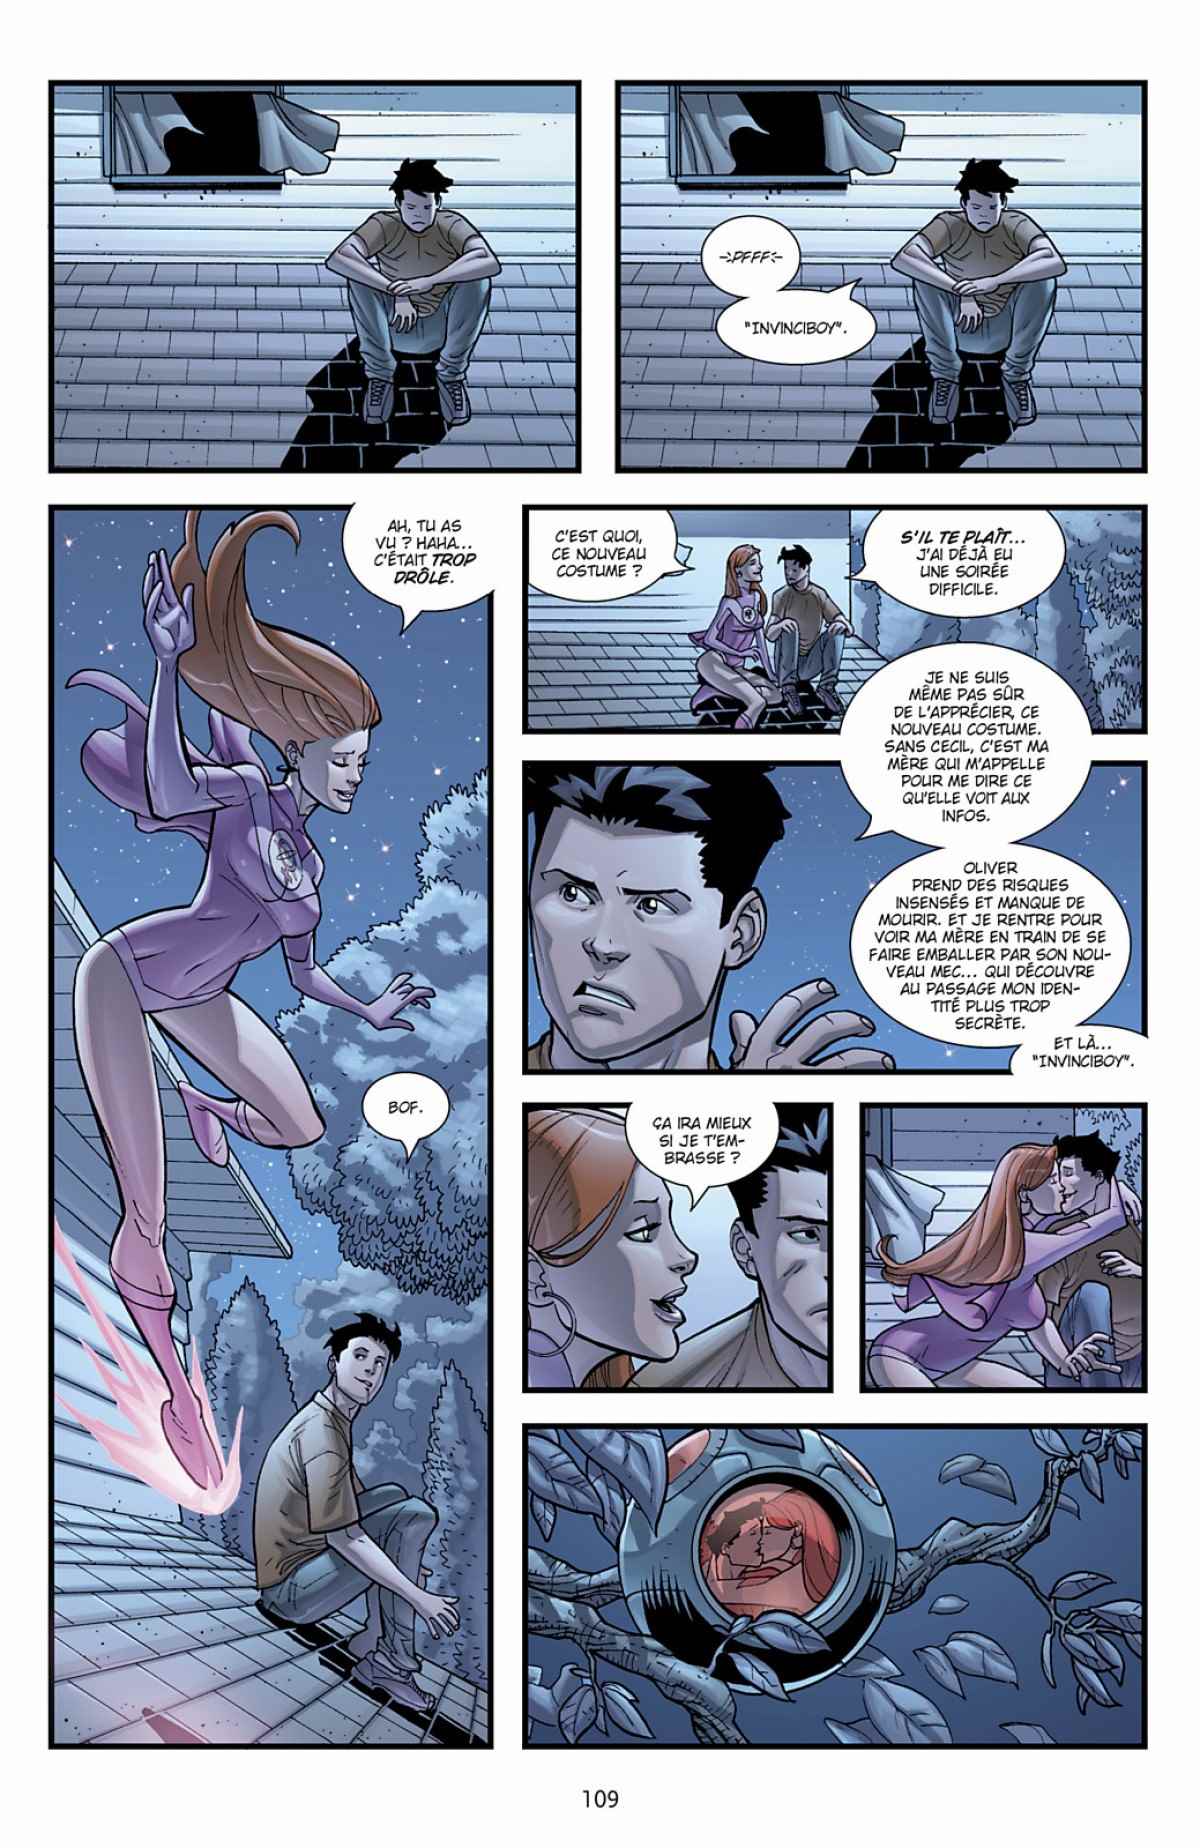 -:PFFF:-
"INVINCIBOY".
AH, TU AS
VU ? HAHA...
C'ÉTAIT TROP
DRÔLE.
BOF.
C'EST QUOI,
CE NOUVEAU
COSTUME ?
S'IL TE PLAÎT...
J'AI DÉJÀ EU
UNE SOIRÉE
DIFFICILE.
JE NE SUIS
MÊME PAS SÛR
DE L'APPRÉCIER, CE
NOUVEAU COSTUME.
SANS CECIL, C'EST MA
MÈRE QUI M'APPELLE
POUR ME DIRE CE
QU'ELLE VOIT AUX
INFOS.
OLIVER
PREND DES RISQUES
INSENSÉS ET MANQUE DE
MOURIR. ET JE RENTRE POUR
VOIR MA MÈRE EN TRAIN DE SE
FAIRE EMBALLER PAR SON NOU-
VEAU MEC... QUI DÉCOUVRE
AU PASSAGE MON IDEN-
TITÉ PLUS TROP
SECRÈTE.
ET LÀ...
"INVINCIBOY".
ÇA IRA MIEUX
SI JE T'EM-
BRASSE ?
109